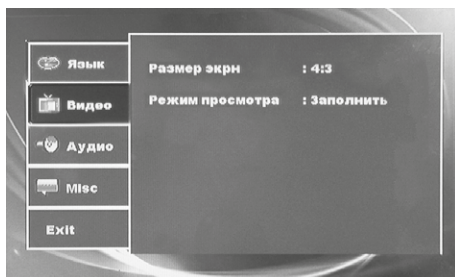 Язык
Видео
Аудио
Misc
Exit
Размер экрн : 4:3
Режим просмотра : Заполнить